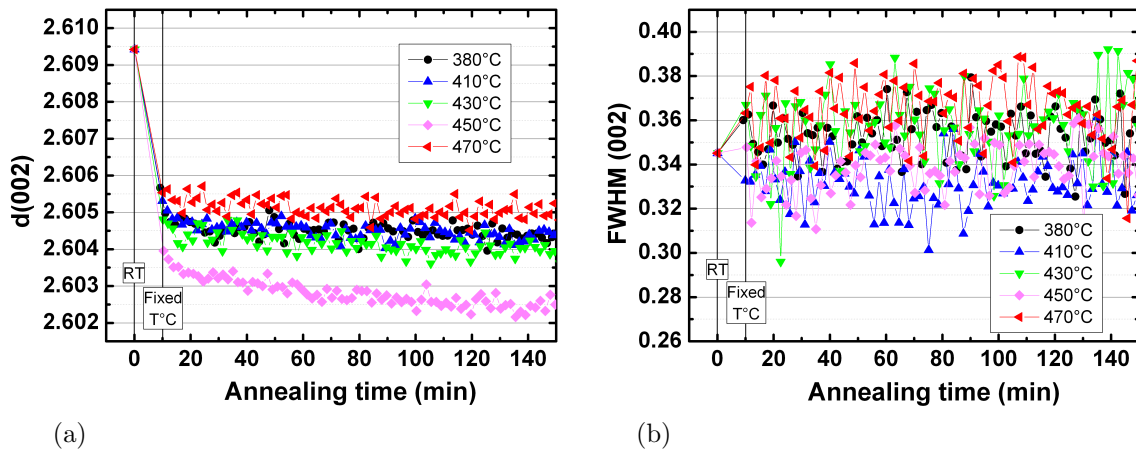 2.610
2.609
2.608
2.607
2.606
2.605
2.604
2.603
2.602
d(002)
380°C
410°C
430°C
450°C
470°C
RT
Fixed
T°C
0 20 40 60 80 100 120 140
Annealing time (min)
(a)
0.40
0.38
0.36
0.34
0.32
0.30
0.28
0.26
FWHM (002)
RT
Fixed
T°C
380°C
410°C
430°C
450°C
470°C
0 20 40 60 80 100 120 140
Annealing time (min)
(b)